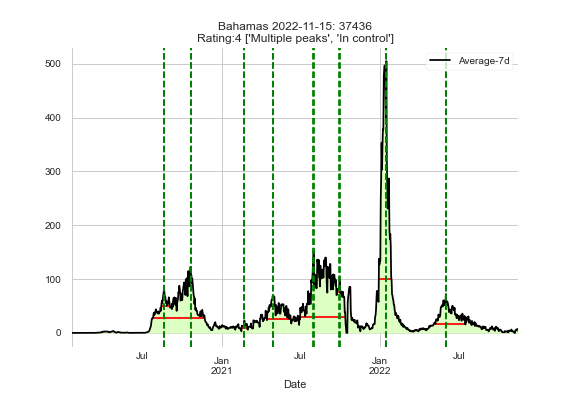 Bahamas 2022-11-15: 37436
Rating:4 ['Multiple peaks', 'In control']
Average-7d
500
400
300
200
100
0
Jul
Jan
2021
Jul
Jan
2022
Jul
Date